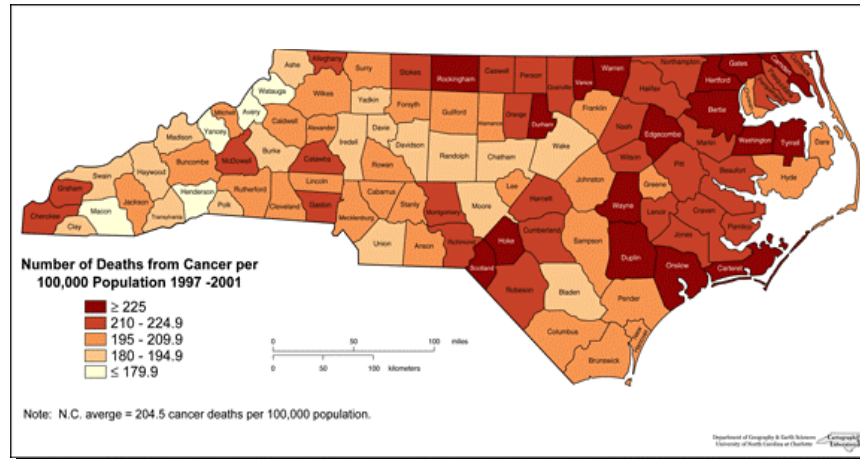 Ashe
Alleghany
Surry
Stokes
Rockingham
Caswell
Person
Granville
Vance
Warren
Northampton
Gates
Hertford
Camden
Halifax
Bertie
Watauga
Wilkes
Yadkin
Forsyth
Guilford
Orange
Durham
Franklin
Nash
Edgecombe
Martin
Washington
Tyrrell
Dare
Mitchell
Avery
Caldwell
Alexander
Iredell
Davie
Davidson
Randolph
Chatham
Wake
Wilson
Pitt
Beaufort
Hyde
Yancey
Madison
Burke
McDowell
Catawba
Rowan
Lee
Johnston
Greene
Wayne
Lenoir
Craven
Pamlico
Swain
Haywood
Buncombe
Rutherford
Lincoln
Cabarrus
Stanly
Montgomery
Moore
Harnett
Graham
Cherokee
Macon
Jackson
Henderson
Transylvania
Polk
Cleveland
Gaston
Mecklenburg
Union
Anson
Richmond
Hoke
Cumberland
Sampson
Duplin
Jones
Onslow
Carteret
Clay
Scotland
Robeson
Bladen
Pender
Columbus
Brunswick
Number of Deaths from Cancer per
100,000 Population 1997 -2001
≥ 225
210 - 224.9
195 - 209.9
180 - 194.9
≤ 179.9
0 50 100 miles
0 50 100 kilometers
Note: N.C. averge = 204.5 cancer deaths per 100,000 population.
Department of Geography & Earth Sciences
University of North Carolina at Charlotte
Cartography
Laboratory